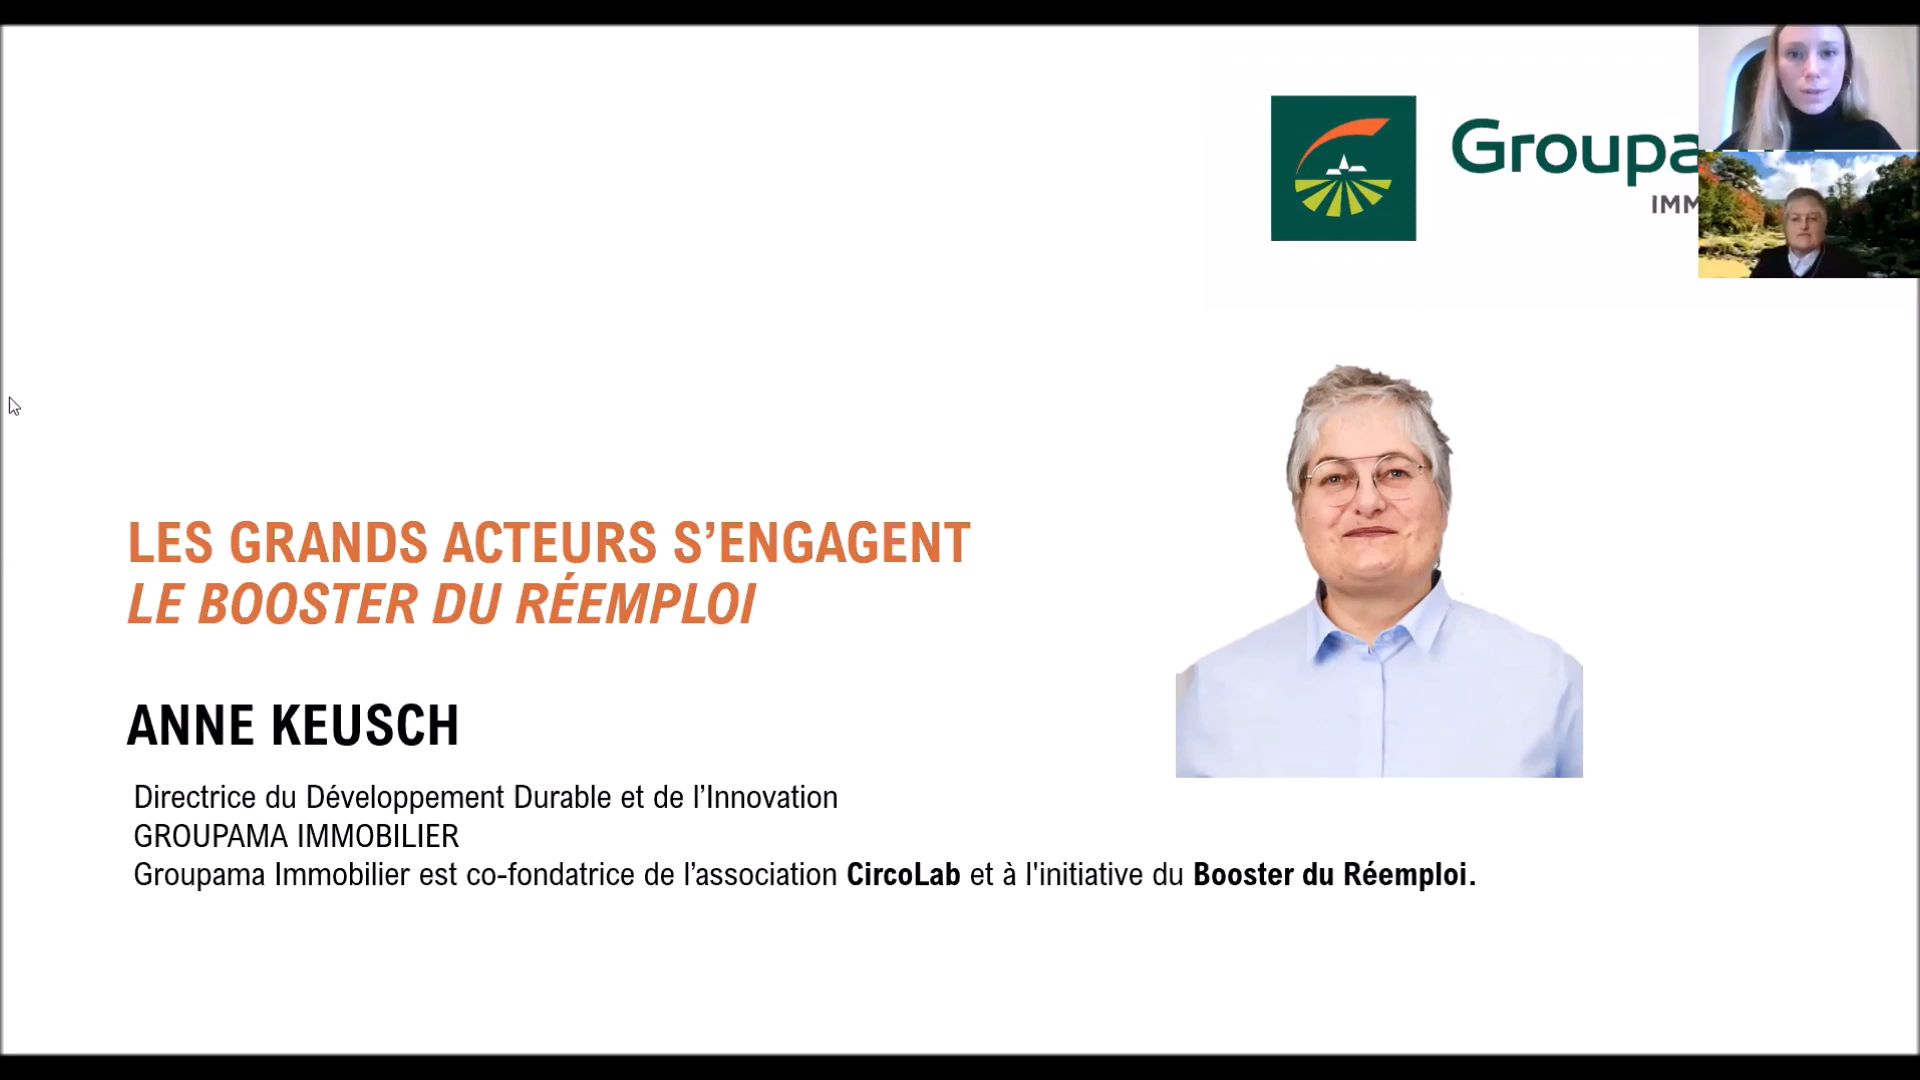 Groupa
IMM
LES GRANDS ACTEURS S’ENGAGENT
LE BOOSTER DU RÉEMPLOI
ANNE KEUSCH
Directrice du Développement Durable et de l’Innovation
GROUPAMA IMMOBILIER
Groupama Immobilier est co-fondatrice de l’association CircoLab et à l'initiative du Booster du Réemploi.